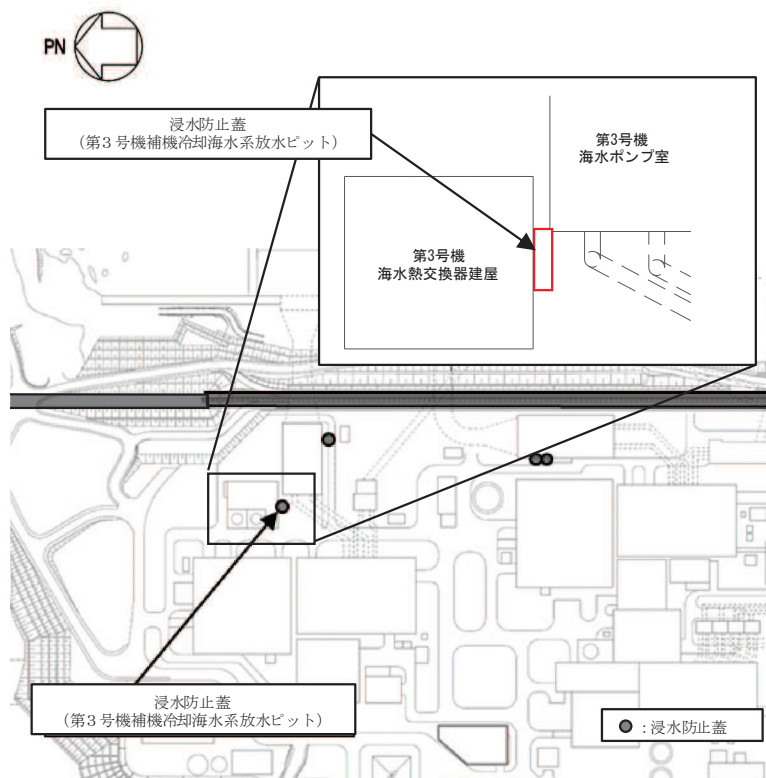 PN
浸水防止蓋
（第３号機補機冷却海水系放水ピット）
第3号機
海水ポンプ室
第3号機
海水熱交換器建屋
浸水防止蓋
（第３号機補機冷却海水系放水ピット）
：浸水防止蓋